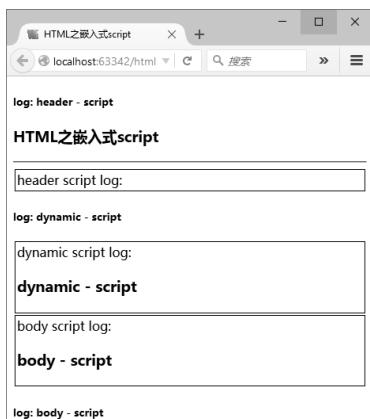 HTML之嵌入式script
localhost:63342/html
搜索
log: header - script
HTML之嵌入式script
header script log:
log: dynamic - script
dynamic script log:
dynamic - script
body script log:
body - script
log: body - script